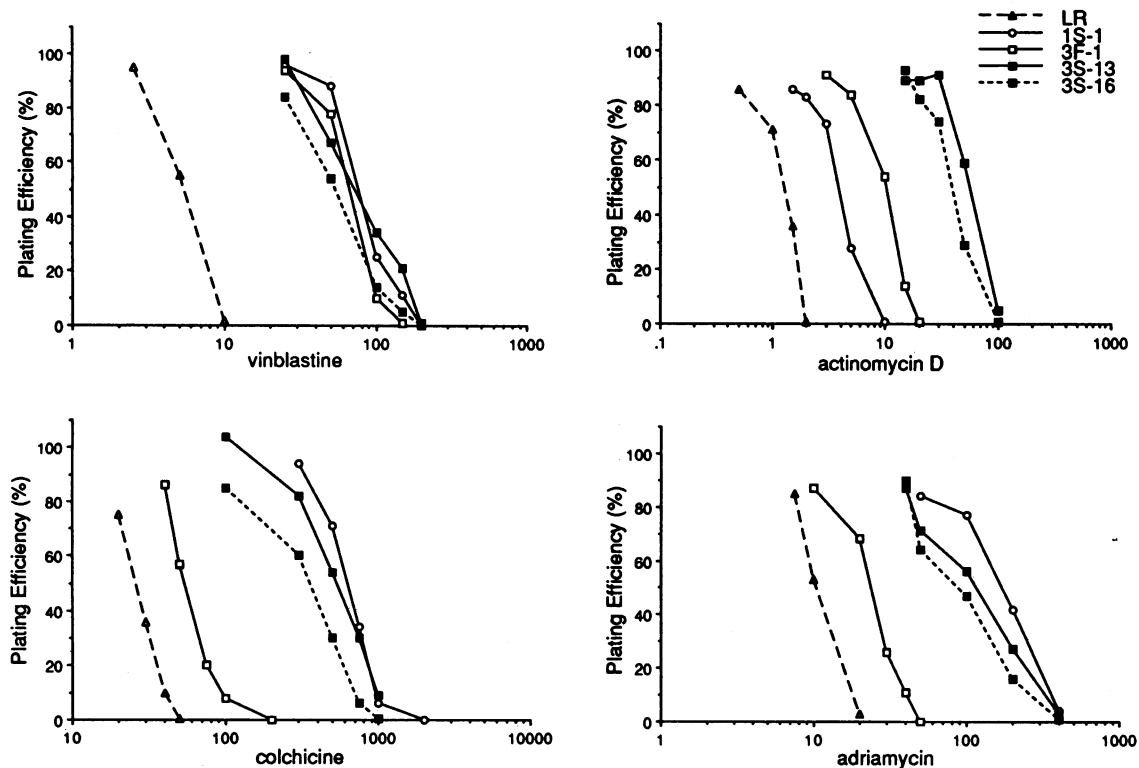 LR
1S-1
3F-1
3S-13
3S-16
Plating Efficiency (%)
100
80
60
40
20
0
1 10 100 1000
vinblastine
Plating Efficiency (%)
100
80
60
40
20
0
.1 1 10 100 1000
actinomycin D
Plating Efficiency (%)
100
80
60
40
20
0
10 100 1000 10000
colchicine
Plating Efficiency (%)
100
80
60
40
20
0
1 10 100 1000
adriamycin